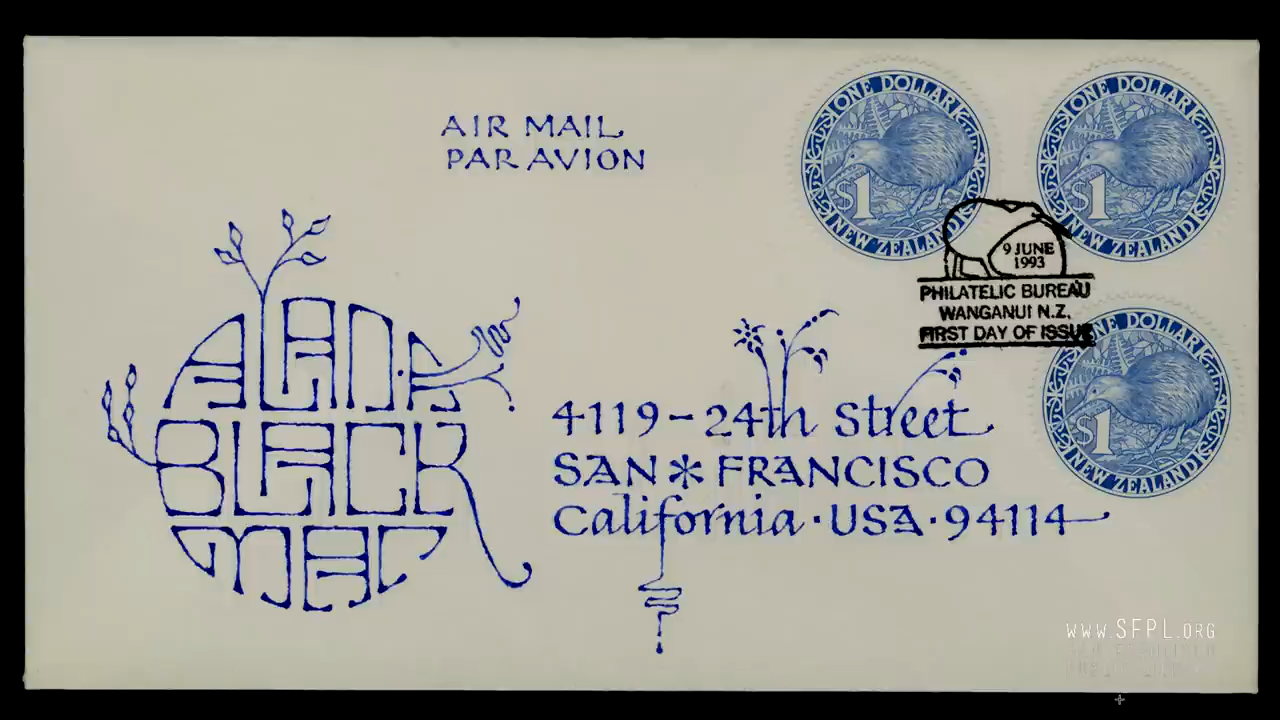 AIR MAIL
PAR AVION
ALAN
BLACK
MAN
4119-24th Street
SAN * FRANCISCO
California · USA · 94114
ONE DOLLAR
$1
NEW ZEALAND
ONE DOLLAR
$1
NEW ZEALAND
9 JUNE
1993
PHILATELIC BUREAU
WANGANUI N.Z.
FIRST DAY OF ISSUE
ONE DOLLAR
$1
NEW ZEALAND
www.SFPL.org